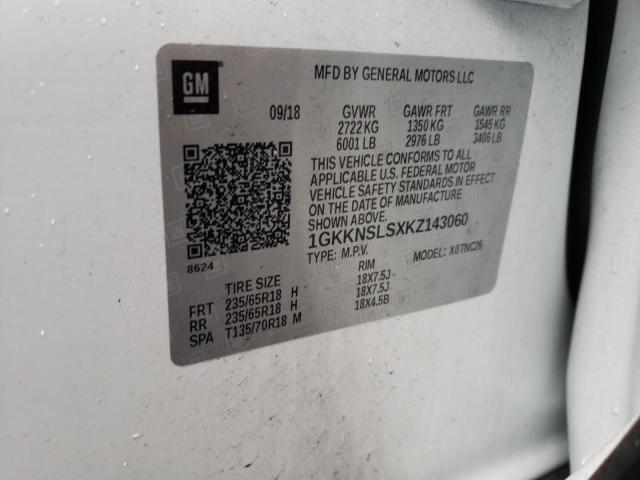 GM
MFD BY GENERAL MOTORS LLC
09/18 GVWR GAWR FRT GAWR RR
2722 KG 1350 KG 1545 KG
6001 LB 2976 LB 3406 LB
THIS VEHICLE CONFORMS TO ALL
APPLICABLE U.S. FEDERAL MOTOR
VEHICLE SAFETY STANDARDS IN EFFECT
ON THE DATE OF MANUFACTURE
SHOWN ABOVE.
1GKKNSLSXKZ143060
TYPE: M.P.V. MODEL: X0TNC26
8624
TIRE SIZE RIM
FRT 235/65R18 H 18X7.5J
RR 235/65R18 H 18X7.5J
SPA T135/70R18 M 18X4.5B